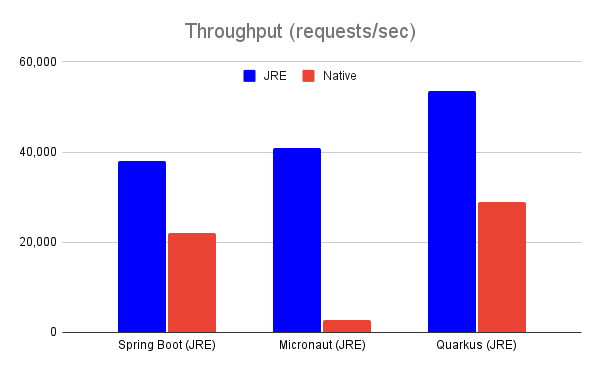 Throughput (requests/sec)
60,000
JRE
Native
40,000
20,000
0
Spring Boot (JRE)
Micronaut (JRE)
Quarkus (JRE)